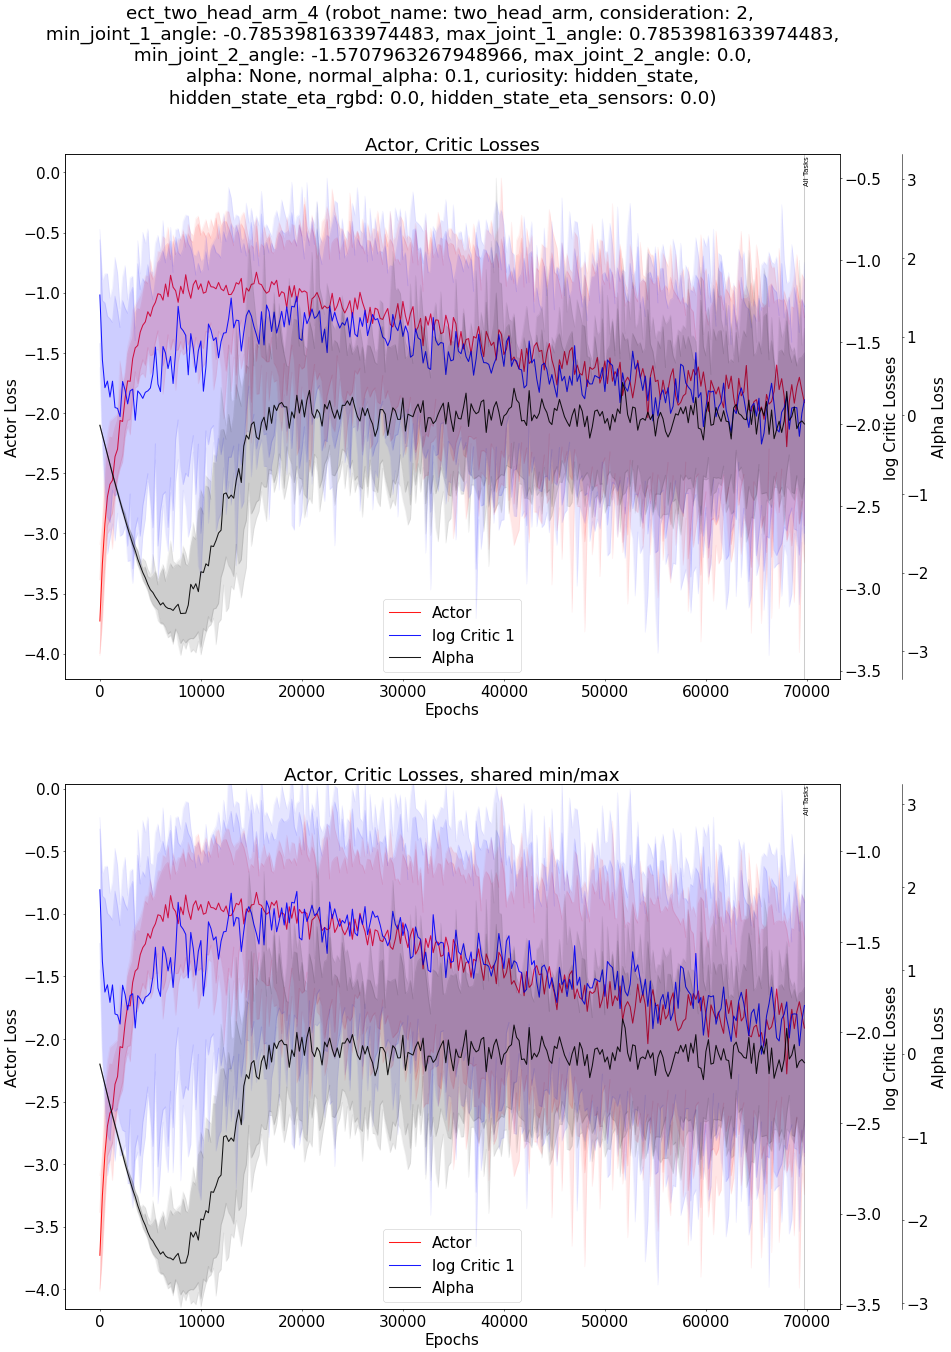 ect_two_head_arm_4 (robot_name: two_head_arm, consideration: 2,
min_joint_1_angle: -0.7853981633974483, max_joint_1_angle: 0.7853981633974483,
min_joint_2_angle: -1.5707963267948966, max_joint_2_angle: 0.0,
alpha: None, normal_alpha: 0.1, curiosity: hidden_state,
hidden_state_eta_rgbd: 0.0, hidden_state_eta_sensors: 0.0)
Actor, Critic Losses
Actor Loss
0.0
−0.5
−1.0
−1.5
−2.0
−2.5
−3.0
−3.5
−4.0
All Tasks
−0.5
−1.0
−1.5
−2.0
−2.5
−3.0
−3.5
log Critic Losses
3
2
1
0
−1
−2
−3
Alpha Loss
Actor
log Critic 1
Alpha
0 10000 20000 30000 40000 50000 60000 70000
Epochs
Actor, Critic Losses, shared min/max
Actor Loss
0.0
−0.5
−1.0
−1.5
−2.0
−2.5
−3.0
−3.5
−4.0
All Tasks
−1.0
−1.5
−2.0
−2.5
−3.0
−3.5
log Critic Losses
3
2
1
0
−1
−2
−3
Alpha Loss
Actor
log Critic 1
Alpha
0 10000 20000 30000 40000 50000 60000 70000
Epochs